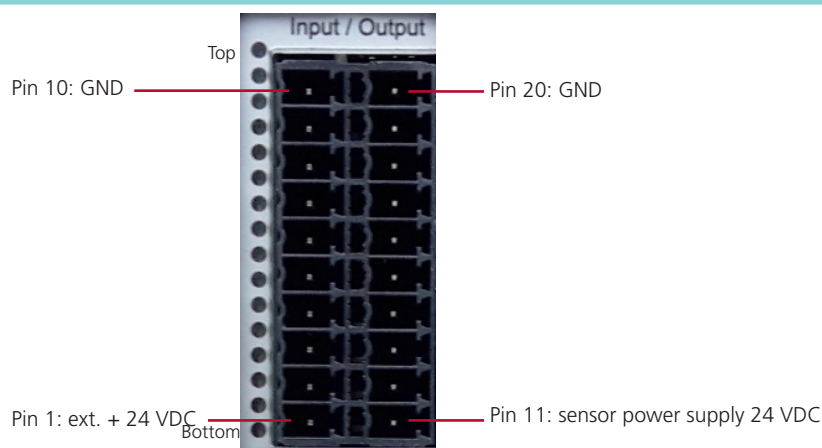 Input / Output
Top
Pin 10: GND
Pin 20: GND
Pin 1: ext. + 24 VDC
Bottom
Pin 11: sensor power supply 24 VDC